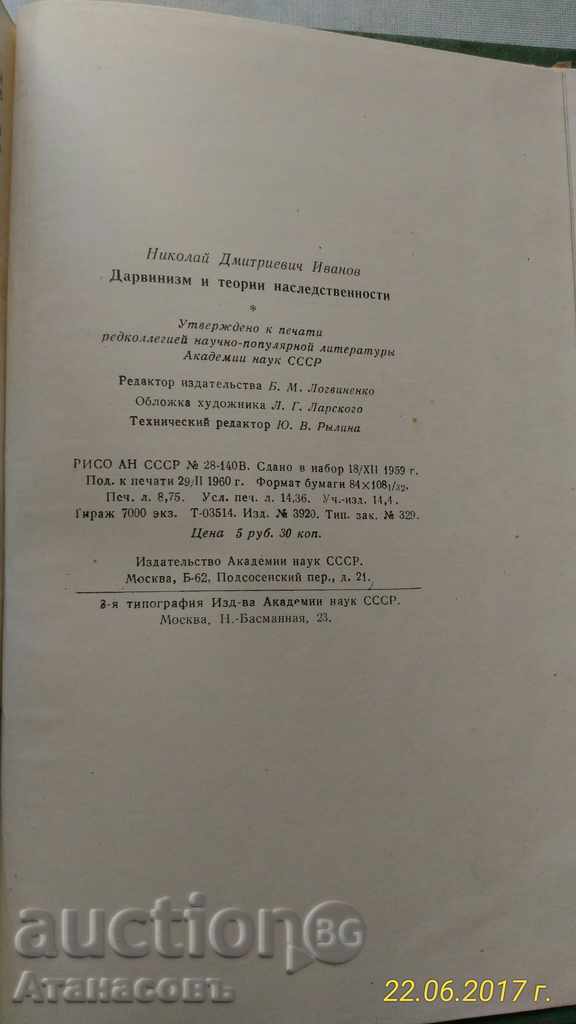 Николай Дмитриевич Иванов
Дарвинизм и теории наследственности
*
Утверждено к печати
редколлегией научно-популярной литературы
Академии наук СССР
Редактор издательства Б. М. Логвиненко
Обложка художника Л. Г. Ларского
Технический редактор Ю. В. Рылина
РИСО АН СССР № 28-140В. Сдано в набор 18/XII 1959 г.
Под. к печати 29/II 1960 г. Формат бумаги 84×108 1/32.
Печ. л. 8,75. Усл. печ. л. 14,36. Уч.-изд. 14,4.
Тираж 7000 экз. Т-03514. Изд. № 3920. Тип. зак. № 329.
Цена 5 руб. 30 коп.
Издательство Академии наук СССР.
Москва, Б-62, Подсосенский пер., д. 21.
3-я типография Изд-ва Академии наук СССР.
Москва, Н.-Басманная, 23.
auction BG
Атанасовъ
22.06.2017 г.